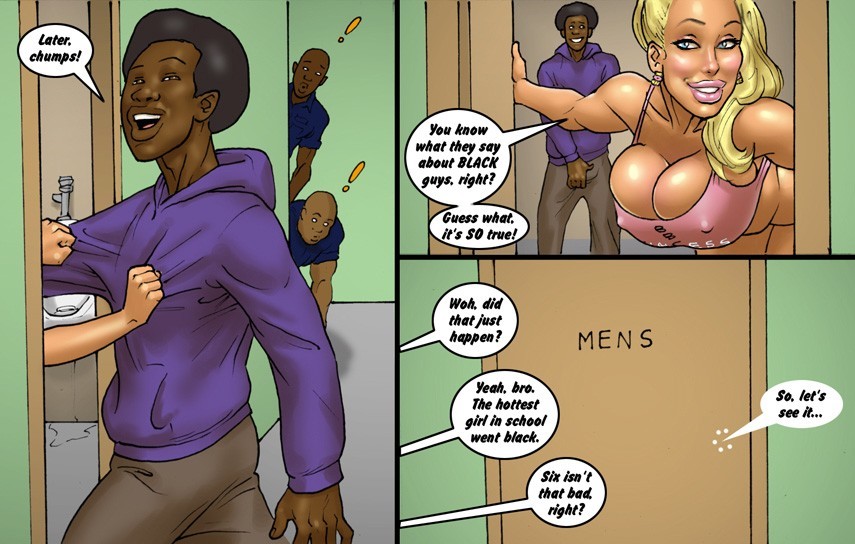 Later,
chumps!
You know
what they say
about BLACK
guys, right?
Guess what,
it's SO true!
Woh, did
that just
happen?
Yeah, bro.
The hottest
girl in school
went black.
Six isn't
that bad,
right?
MENS
So, let's
see it...